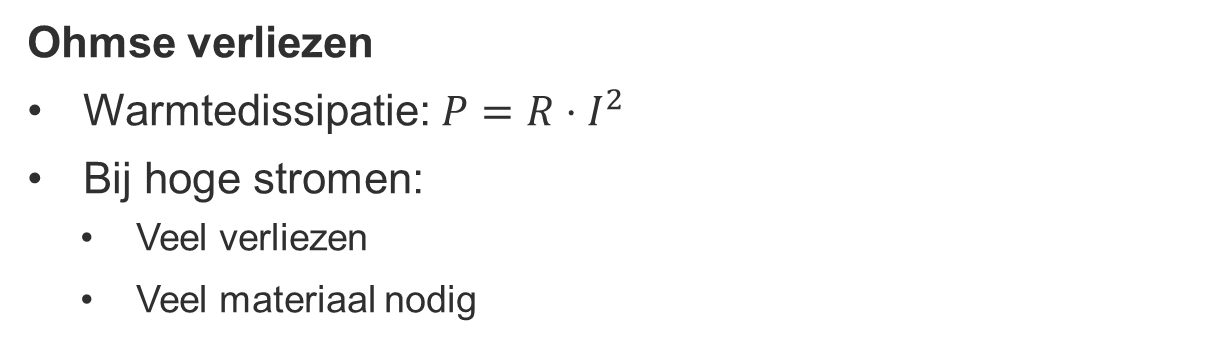 Ohmse verliezen
• Warmtedissipatie: P = R · I²
• Bij hoge stromen:
• Veel verliezen
• Veel materiaal nodig